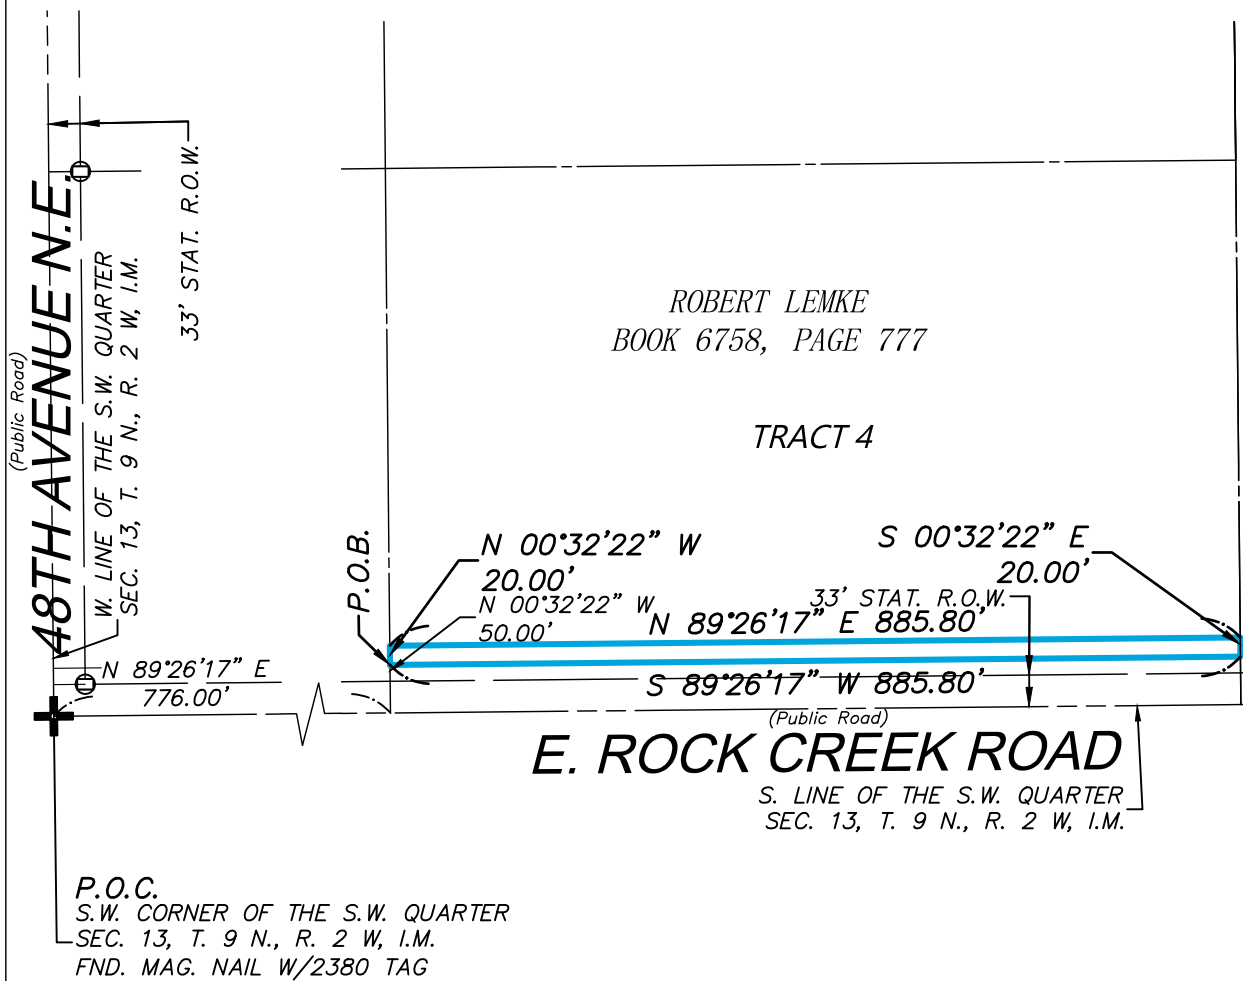 48TH AVENUE N.E.
(Public Road)
W. LINE OF THE S.W. QUARTER
SEC. 13, T. 9 N., R. 2 W, I.M.
33' STAT. R.O.W.
ROBERT LEMKE
BOOK 6758, PAGE 777
TRACT 4
P.O.B.
N 00°32'22" W
20.00'
N 00°32'22" W
50.00'
S 00°32'22" E
20.00'
33' STAT. R.O.W.
N 89°26'17" E 885.80'
S 89°26'17" W 885.80'
N 89°26'17" E
776.00'
(Public Road)
E. ROCK CREEK ROAD
S. LINE OF THE S.W. QUARTER
SEC. 13, T. 9 N., R. 2 W, I.M.
P.O.C.
S.W. CORNER OF THE S.W. QUARTER
SEC. 13, T. 9 N., R. 2 W, I.M.
FND. MAG. NAIL W/2380 TAG